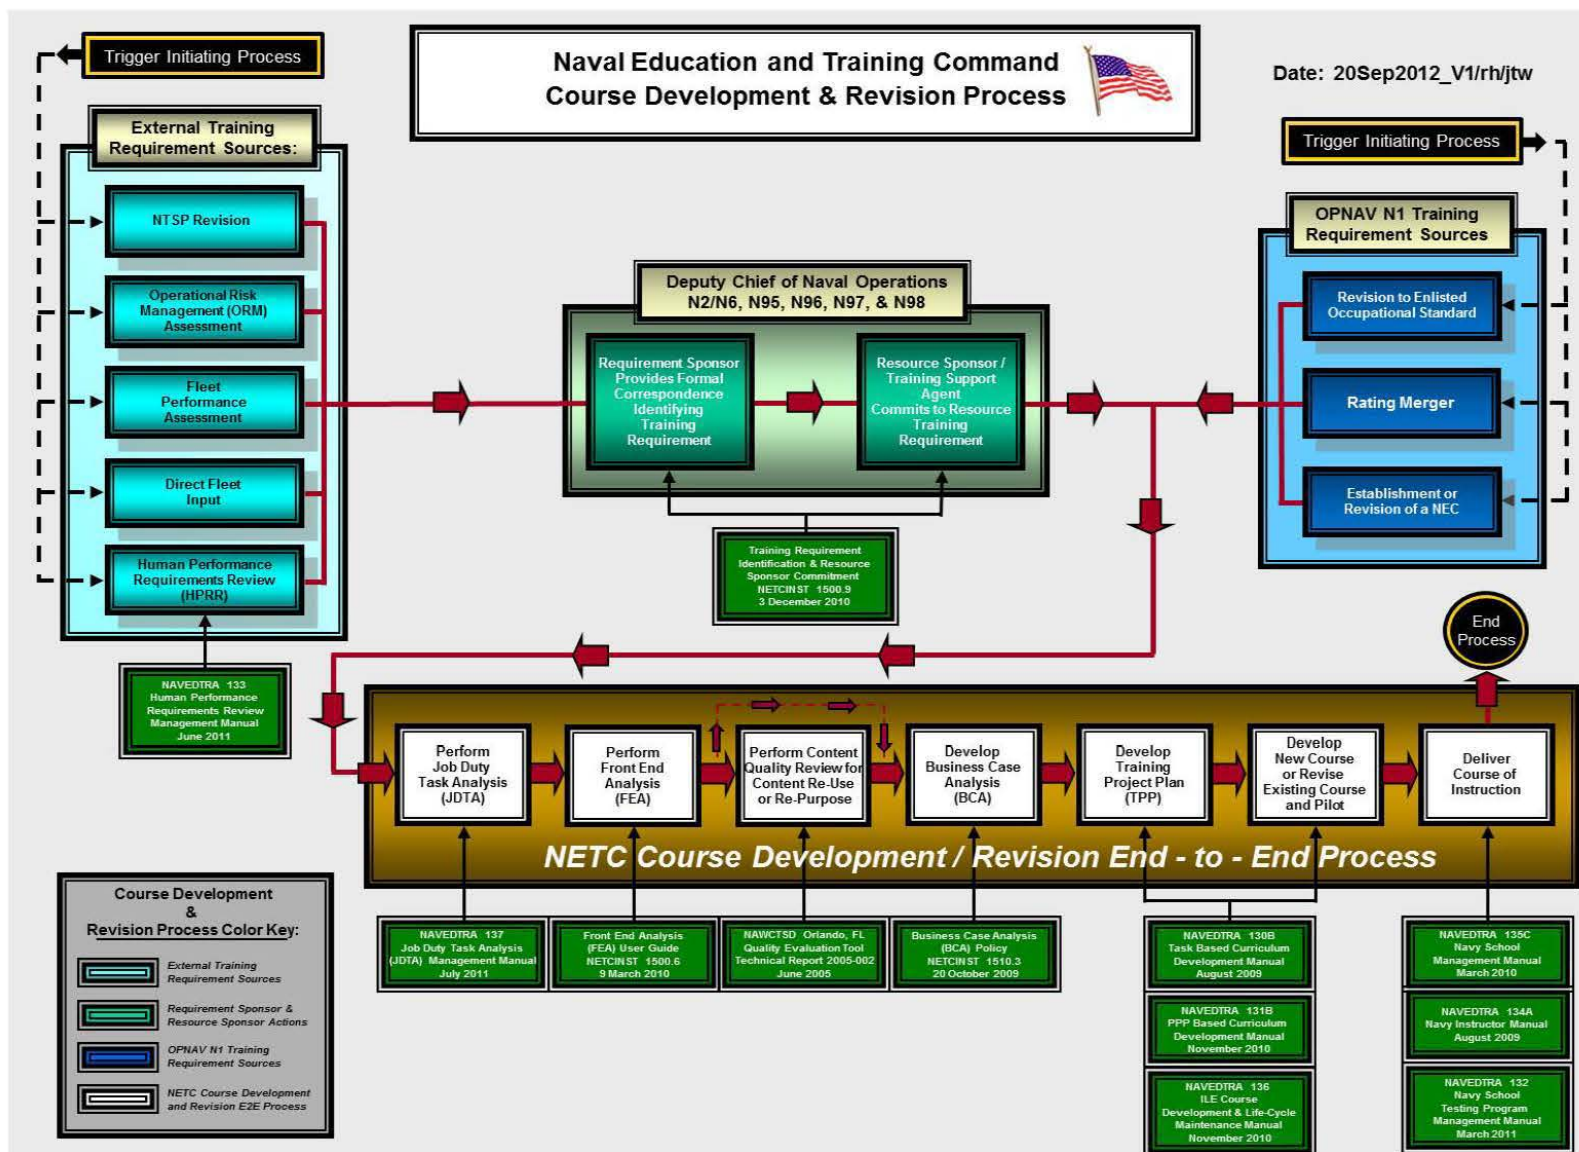 Trigger Initiating Process
Naval Education and Training Command
Course Development & Revision Process
Date: 20Sep2012_V1/rh/jtw
External Training
Requirement Sources:
NTSP Revision
Operational Risk
Management (ORM)
Assessment
Fleet
Performance
Assessment
Direct Fleet
Input
Human Performance
Requirements Review
(HPRR)
NAVEDTRA 133
Human Performance
Requirements Review
Management Manual
June 2011
Deputy Chief of Naval Operations
N2/N6, N95, N96, N97, & N98
Requirement Sponsor
Provides Formal
Correspondence
Identifying
Training
Requirement
Resource Sponsor /
Training Support
Agent
Commits to Resource
Training
Requirement
Training Requirement
Identification & Resource
Sponsor Commitment
NETCINST 1500.9
3 December 2010
Trigger Initiating Process
OPNAV N1 Training
Requirement Sources
Revision to Enlisted
Occupational Standard
Rating Merger
Establishment or
Revision of a NEC
End
Process
Perform
Job Duty
Task Analysis
(JDTA)
Perform
Front End
Analysis
(FEA)
Perform Content
Quality Review for
Content Re-Use
or Re-Purpose
Develop
Business Case
Analysis
(BCA)
Develop
Training
Project Plan
(TPP)
Develop
New Course
or Revise
Existing Course
and Pilot
Deliver
Course of
Instruction
NETC Course Development / Revision End - to - End Process
NAVEDTRA 137
Job Duty Task Analysis
(JDTA) Management Manual
July 2011
Front End Analysis
(FEA) User Guide
NETCINST 1500.6
9 March 2010
NAWCTSD Orlando, FL
Quality Evaluation Tool
Technical Report 2005-002
June 2005
Business Case Analysis
(BCA) Policy
NETCINST 1510.3
20 October 2009
NAVEDTRA 130B
Task Based Curriculum
Development Manual
August 2009
NAVEDTRA 131B
PPP Based Curriculum
Development Manual
November 2010
NAVEDTRA 136
ILE Course
Development & Life-Cycle
Maintenance Manual
November 2010
NAVEDTRA 135C
Navy School
Management Manual
March 2010
NAVEDTRA 134A
Navy Instructor Manual
August 2009
NAVEDTRA 132
Navy School
Testing Program
Management Manual
March 2011
Course Development
&
Revision Process Color Key:
External Training
Requirement Sources
Requirement Sponsor &
Resource Sponsor Actions
OPNAV N1 Training
Requirement Sources
NETC Course Development
and Revision E2E Process